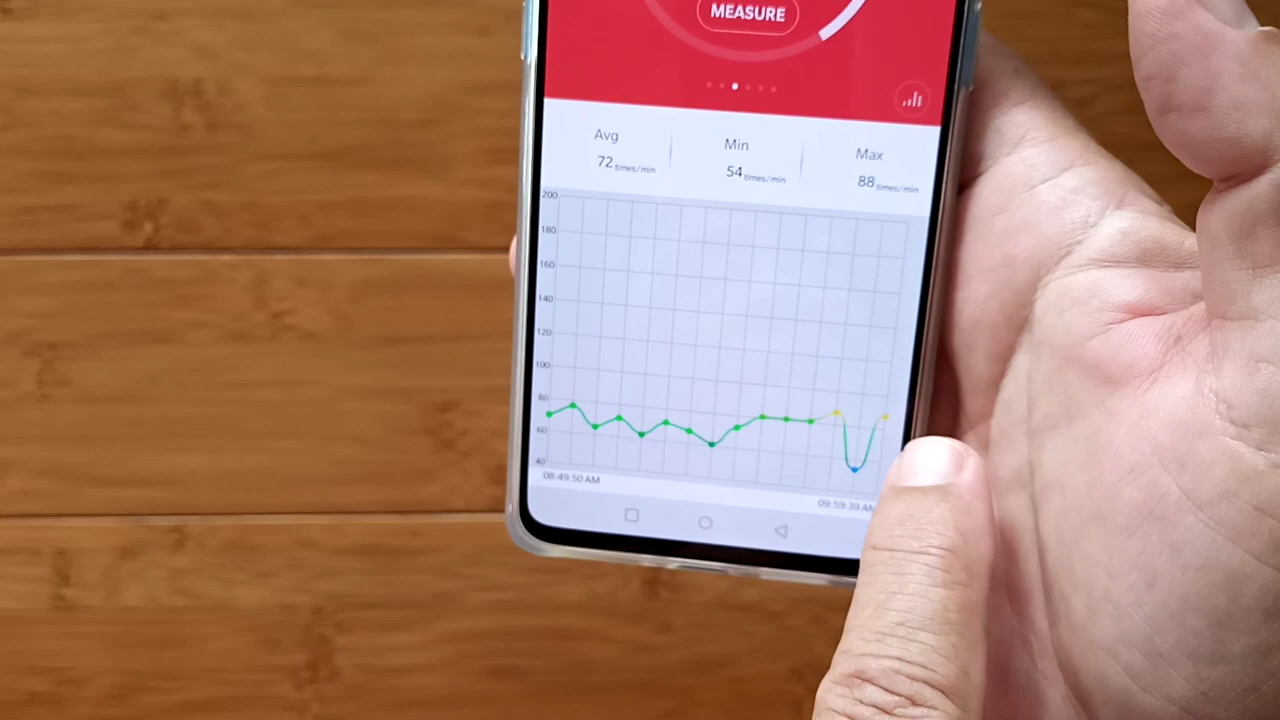 MEASURE
Avg
Min
Max
72 times/min
54 times/min
88 times/min
200
180
160
140
120
100
80
60
40
08:49:50 AM
09:59:39 AM